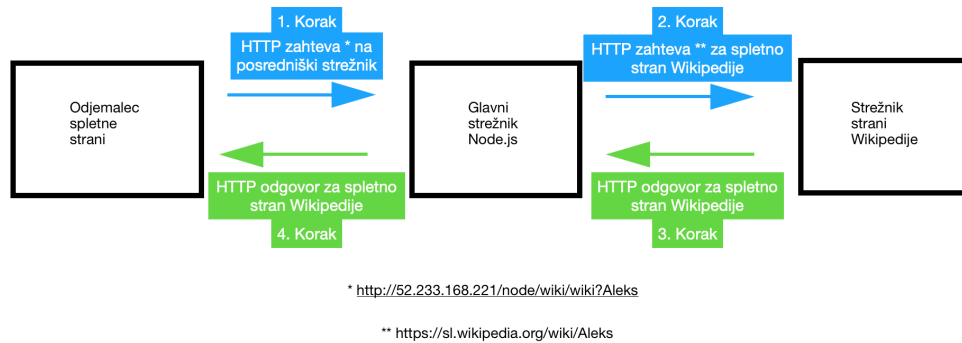 1. Korak
HTTP zahteva * na
posredniški strežnik
2. Korak
HTTP zahteva ** za spletno
stran Wikipedije
Odjemalec
spletne
strani
Glavni
strežnik
Node.js
Strežnik
strani
Wikipedije
HTTP odgovor za spletno
stran Wikipedije
4. Korak
HTTP odgovor za spletno
stran Wikipedije
3. Korak
* http://52.233.168.221/node/wiki/wiki?Aleks
** https://sl.wikipedia.org/wiki/Aleks